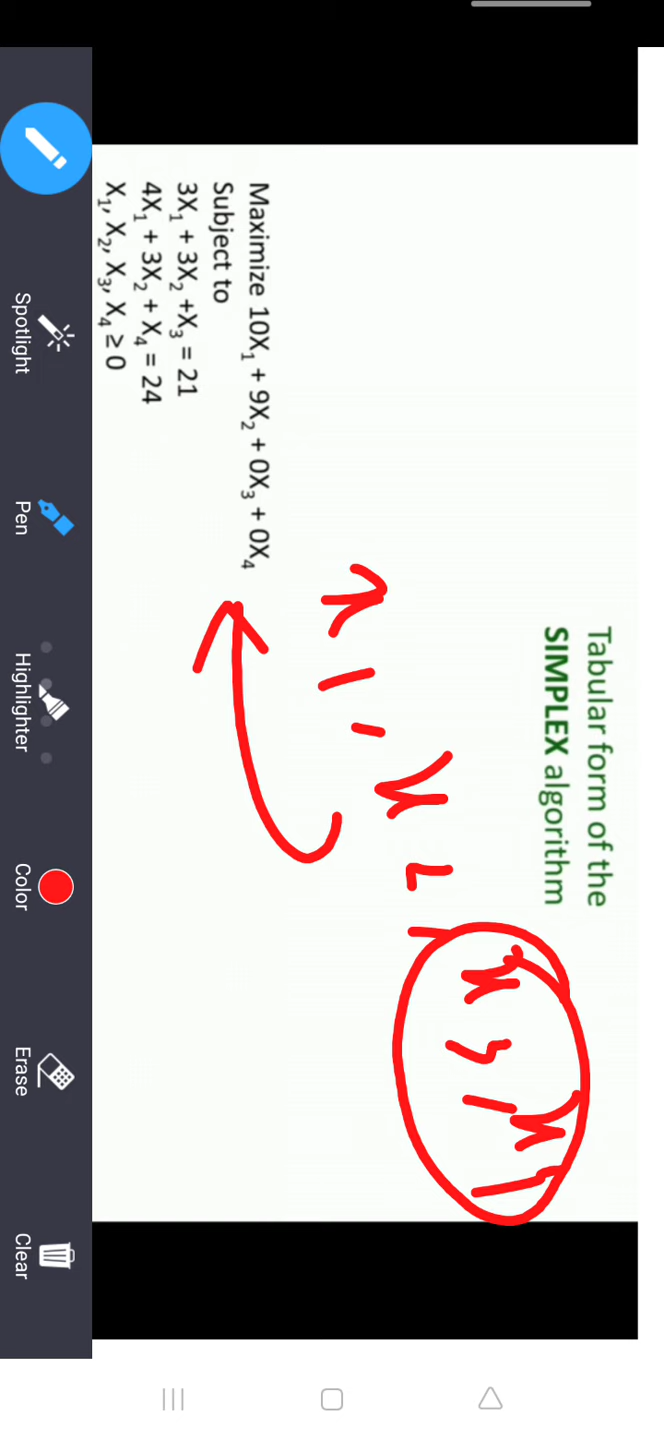 Tabular form of the
SIMPLEX algorithm
Maximize 10X₁ + 9X₂ + 0X₃ + 0X₄
Subject to
3X₁ + 3X₂ +X₃ = 21
4X₁ + 3X₂ + X₄ = 24
X₁, X₂, X₃, X₄ ≥ 0
Spotlight
Pen
Highlighter
Color
Erase
Clear